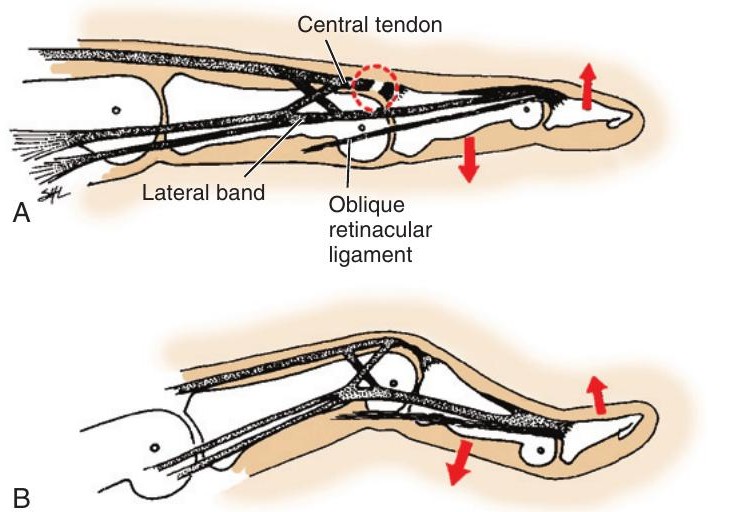 Central tendon
Lateral band
Oblique
retinacular
ligament
A
B